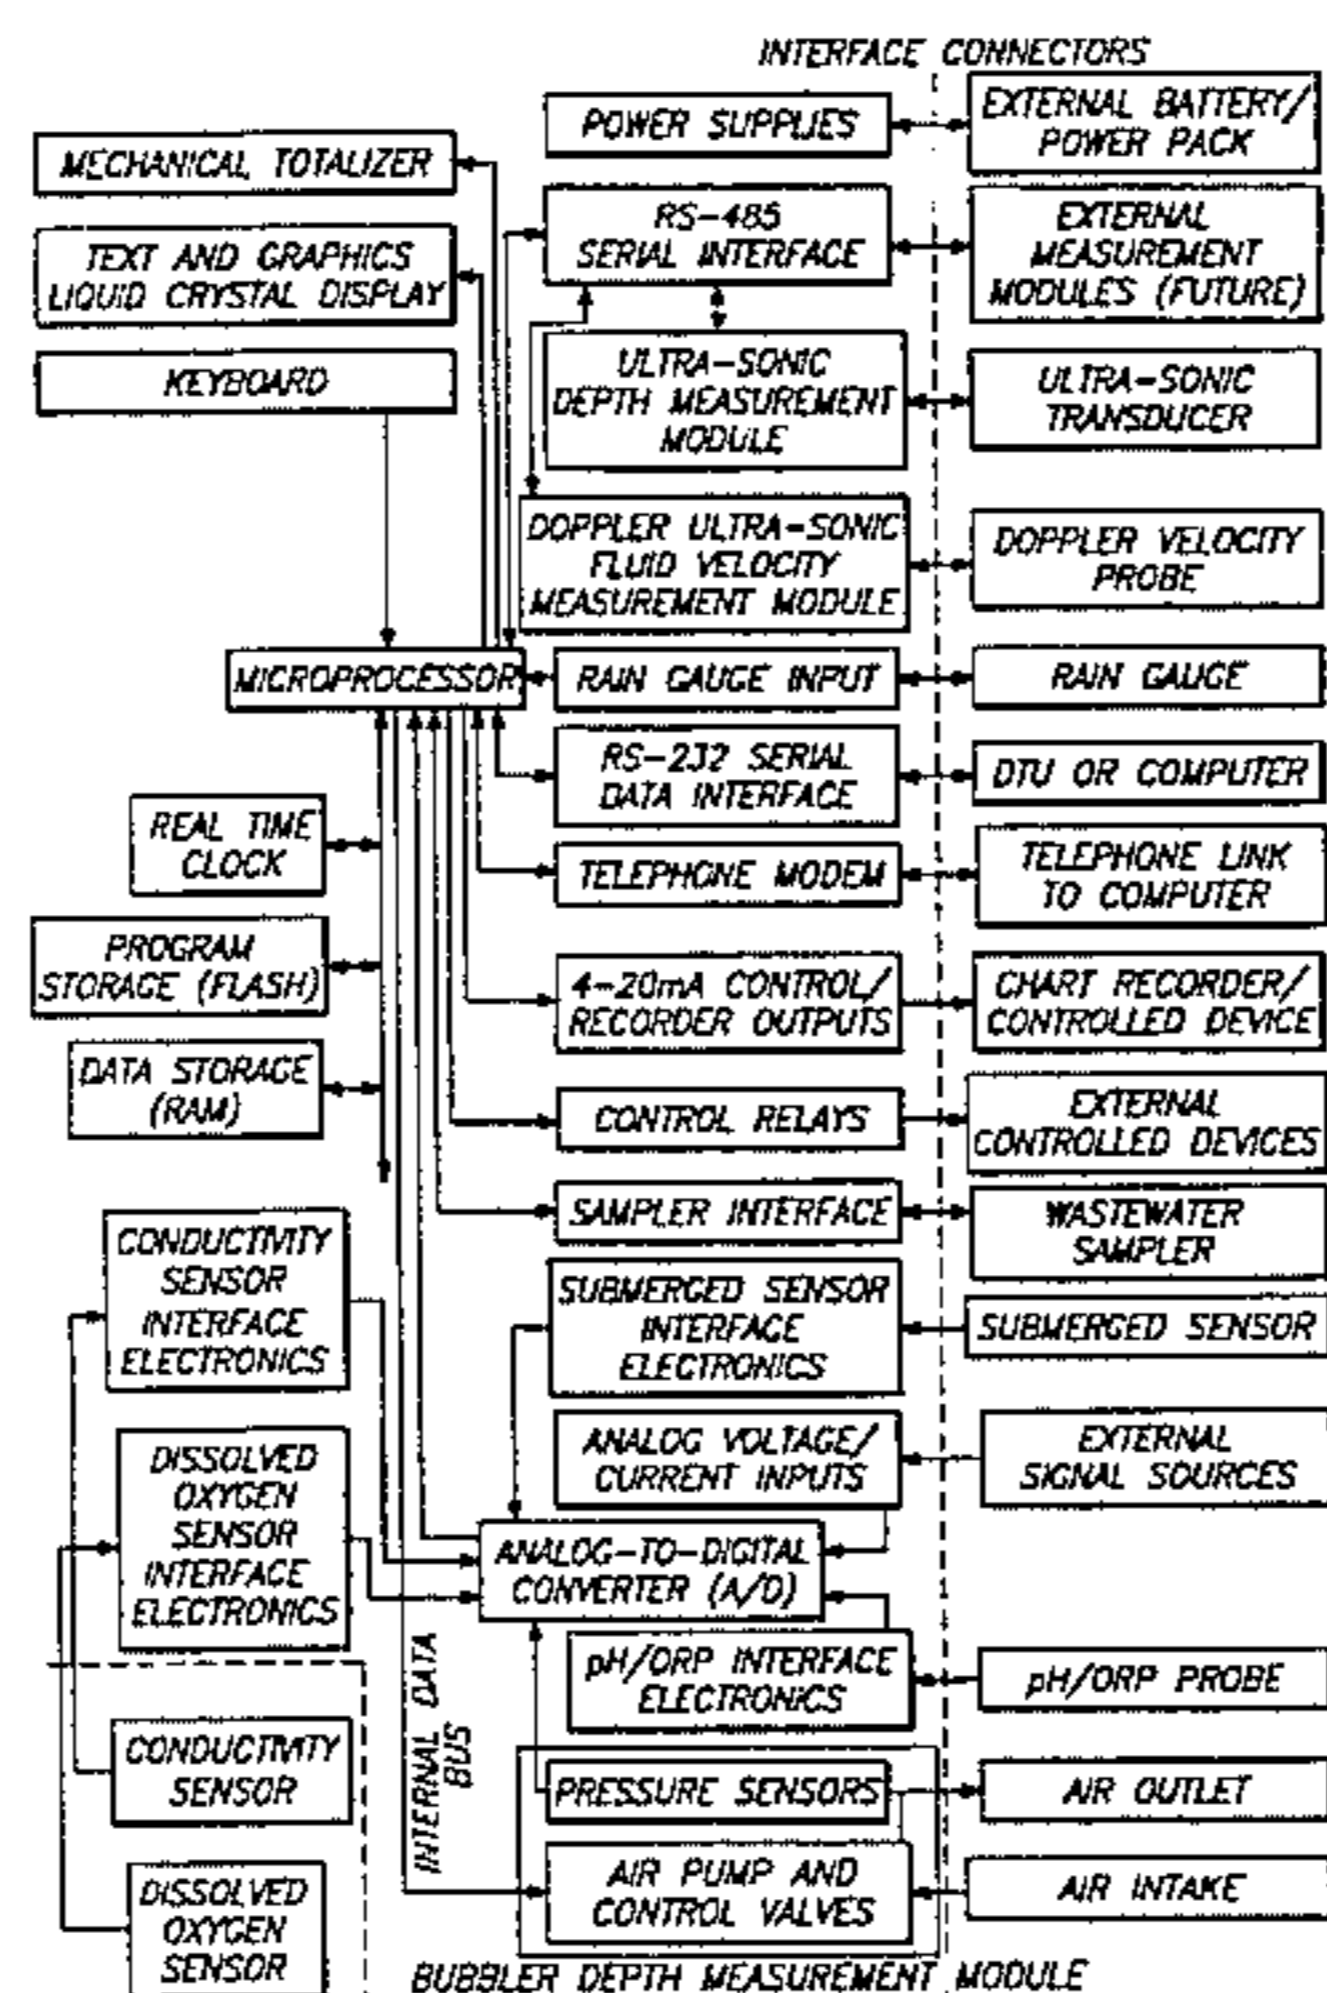 INTERFACE CONNECTORS
POWER SUPPLIES
EXTERNAL BATTERY/
POWER PACK
MECHANICAL TOTALIZER
RS-485
SERIAL INTERFACE
EXTERNAL
MEASUREMENT
MODULES (FUTURE)
TEXT AND GRAPHICS
LIQUID CRYSTAL DISPLAY
KEYBOARD
ULTRA-SONIC
DEPTH MEASUREMENT
MODULE
ULTRA-SONIC
TRANSDUCER
DOPPLER ULTRA-SONIC
FLUID VELOCITY
MEASUREMENT MODULE
DOPPLER VELOCITY
PROBE
MICROPROCESSOR
RAIN GAUGE INPUT
RAIN GAUGE
RS-232 SERIAL
DATA INTERFACE
DTU OR COMPUTER
REAL TIME
CLOCK
TELEPHONE MODEM
TELEPHONE LINK
TO COMPUTER
PROGRAM
STORAGE (FLASH)
4-20mA CONTROL/
RECORDER OUTPUTS
CHART RECORDER/
CONTROLLED DEVICE
DATA STORAGE
(RAM)
CONTROL RELAYS
EXTERNAL
CONTROLLED DEVICES
SAMPLER INTERFACE
WASTEWATER
SAMPLER
CONDUCTIVITY
SENSOR
INTERFACE
ELECTRONICS
SUBMERGED SENSOR
INTERFACE
ELECTRONICS
SUBMERGED SENSOR
DISSOLVED
OXYGEN
SENSOR
INTERFACE
ELECTRONICS
ANALOG VOLTAGE/
CURRENT INPUTS
EXTERNAL
SIGNAL SOURCES
ANALOG-TO-DIGITAL
CONVERTER (A/D)
pH/ORP INTERFACE
ELECTRONICS
pH/ORP PROBE
INTERNAL DATA
BUS
CONDUCTIVITY
SENSOR
PRESSURE SENSORS
AIR OUTLET
DISSOLVED
OXYGEN
SENSOR
AIR PUMP AND
CONTROL VALVES
AIR INTAKE
BUBBLER DEPTH MEASUREMENT MODULE